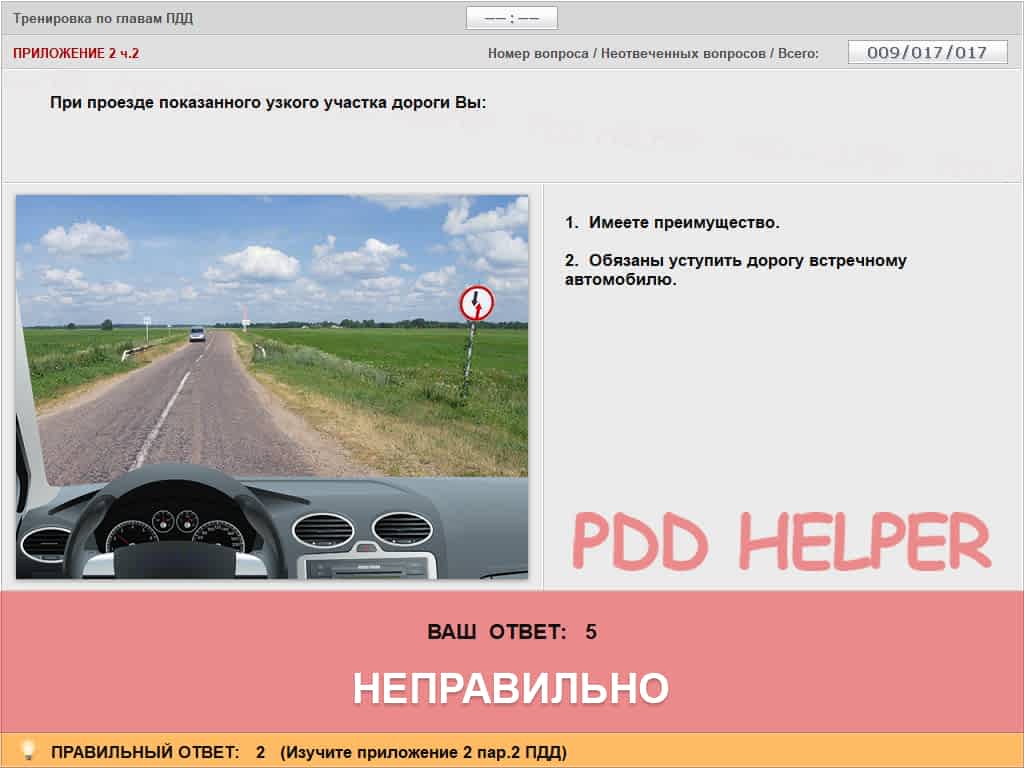 Тренировка по главам ПДД
–– : ––
ПРИЛОЖЕНИЕ 2 ч.2
Номер вопроса / Неотвеченных вопросов / Всего:
009/017/017
При проезде показанного узкого участка дороги Вы:
1. Имеете преимущество.
2. Обязаны уступить дорогу встречному
автомобилю.
PDD HELPER
ВАШ ОТВЕТ: 5
НЕПРАВИЛЬНО
ПРАВИЛЬНЫЙ ОТВЕТ: 2 (Изучите приложение 2 пар.2 ПДД)